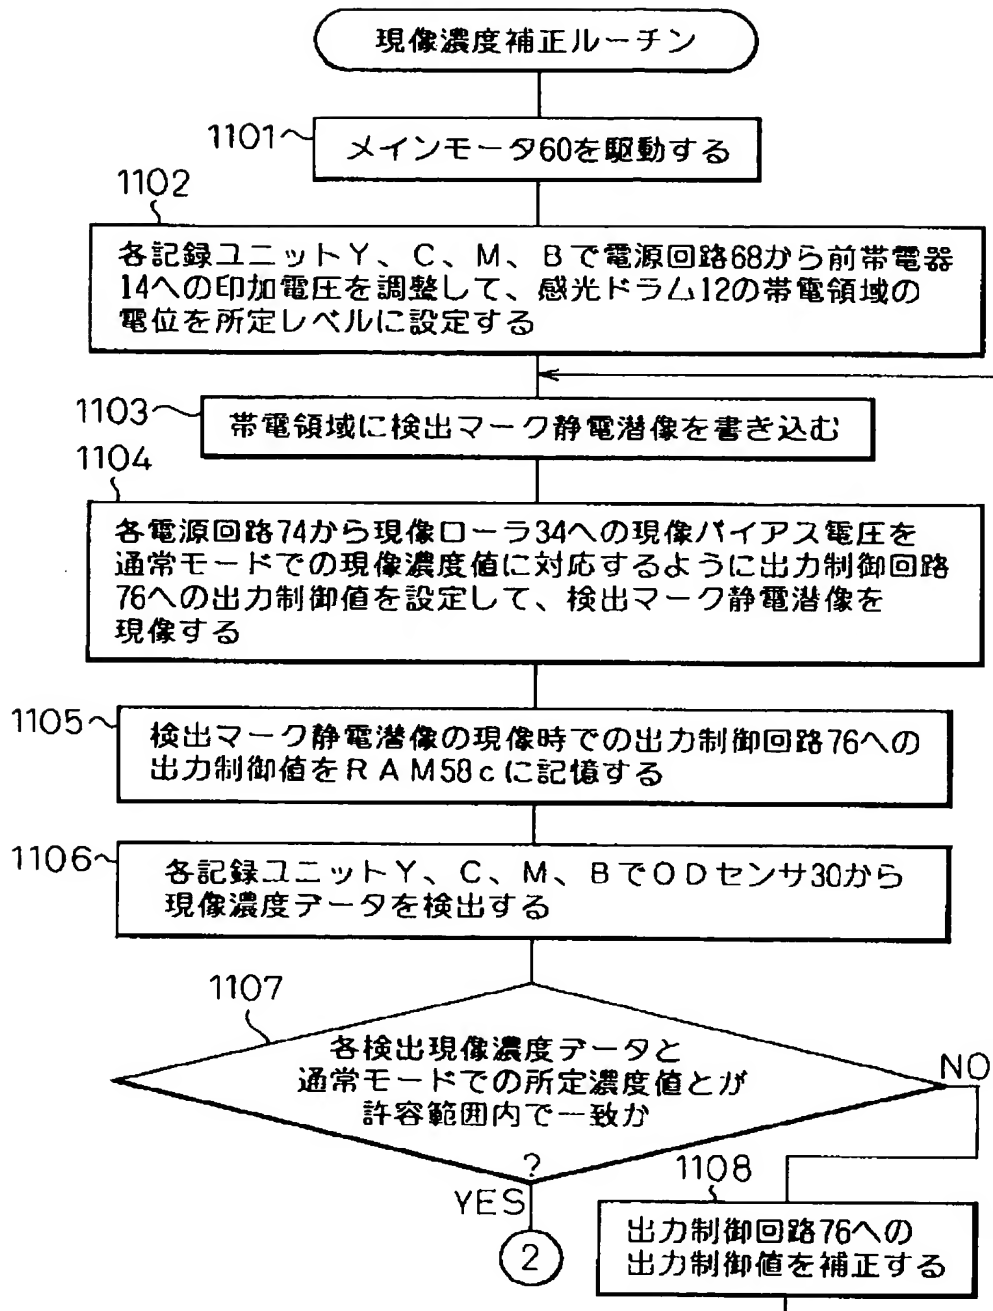 現像濃度補正ルーチン
1101
メインモータ60を駆動する
1102
各記録ユニットY、C、M、Bで電源回路68から前帯電器
14への印加電圧を調整して、感光ドラム12の帯電領域の
電位を所定レベルに設定する
1103
帯電領域に検出マーク静電潜像を書き込む
1104
各電源回路74から現像ローラ34への現像バイアス電圧を
通常モードでの現像濃度値に対応するように出力制御回路
76への出力制御値を設定して、検出マーク静電潜像を
現像する
1105
検出マーク静電潜像の現像時での出力制御回路76への
出力制御値をRAM58cに記憶する
1106
各記録ユニットY、C、M、BでODセンサ30から
現像濃度データを検出する
1107
各検出現像濃度データと
通常モードでの所定濃度値とが
許容範囲内で一致か
?
NO
YES
2
1108
出力制御回路76への
出力制御値を補正する